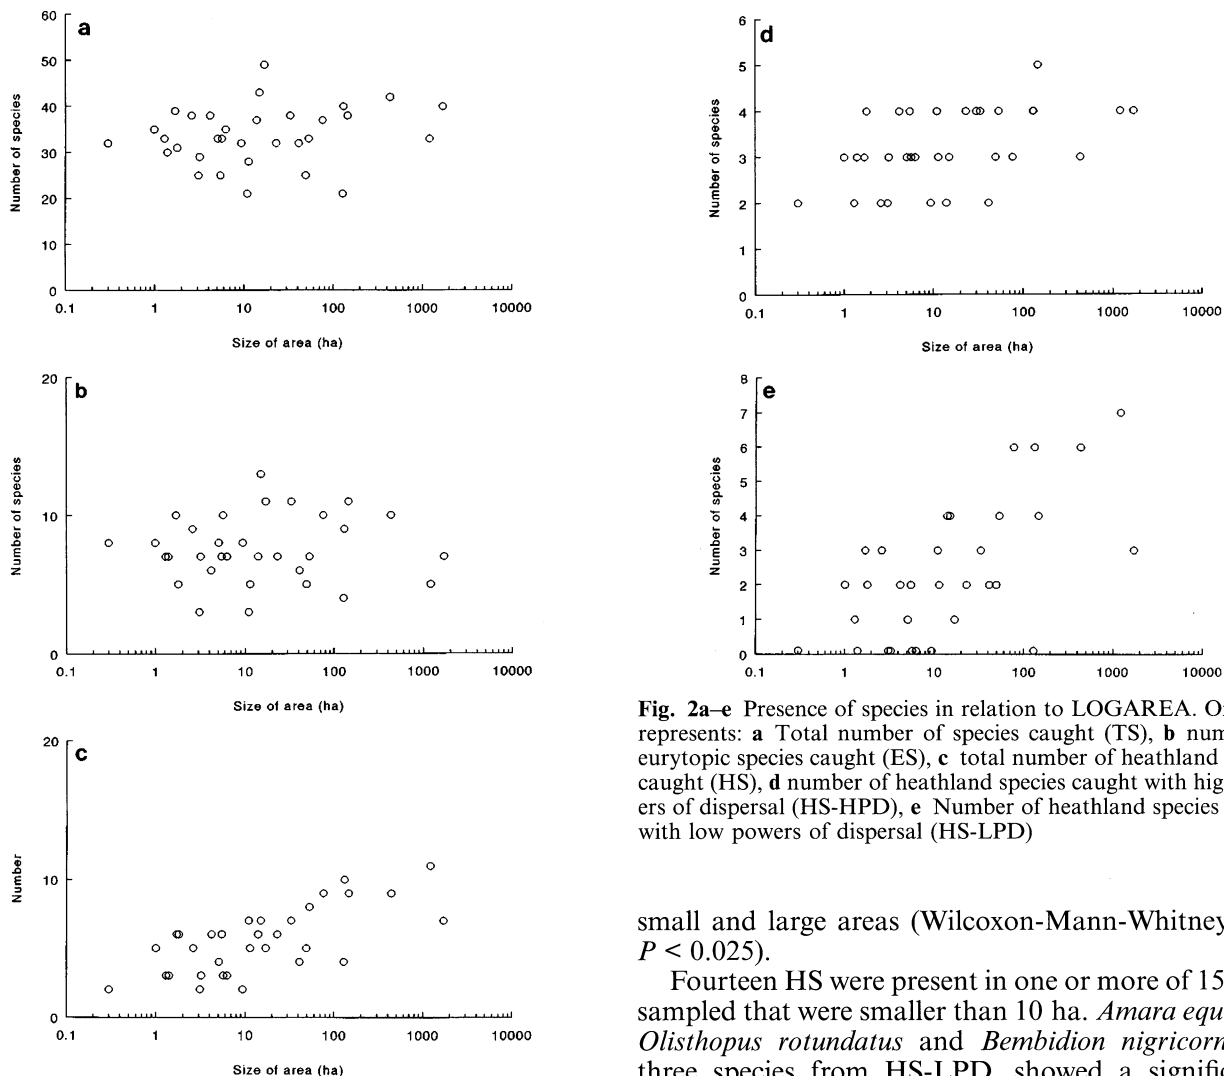 a
60
50
40
30
20
10
0
Number of species
0.1 1 10 100 1000 10000
Size of area (ha)
b
20
10
0
Number of species
0.1 1 10 100 1000 10000
Size of area (ha)
c
20
10
0
Number
0.1 1 10 100 1000 10000
Size of area (ha)
d
6
5
4
3
2
1
0
Number of species
0.1 1 10 100 1000 10000
Size of area (ha)
e
8
7
6
5
4
3
2
1
0
Number of species
0.1 1 10 100 1000 10000
Fig. 2a–e Presence of species in relation to LOGAREA.
represents: a Total number of species caught (TS), b
eurytopic species caught (ES), c total number of heathland
caught (HS), d number of heathland species caught with
ers of dispersal (HS-HPD), e Number of heathland species
with low powers of dispersal (HS-LPD)
small and large areas (Wilcoxon-Mann-Whitney
P < 0.025).
Fourteen HS were present in one or more of 15
sampled that were smaller than 10 ha. Amara
Olisthopus rotundatus and Bembidion
three species from HS-LPD, showed a